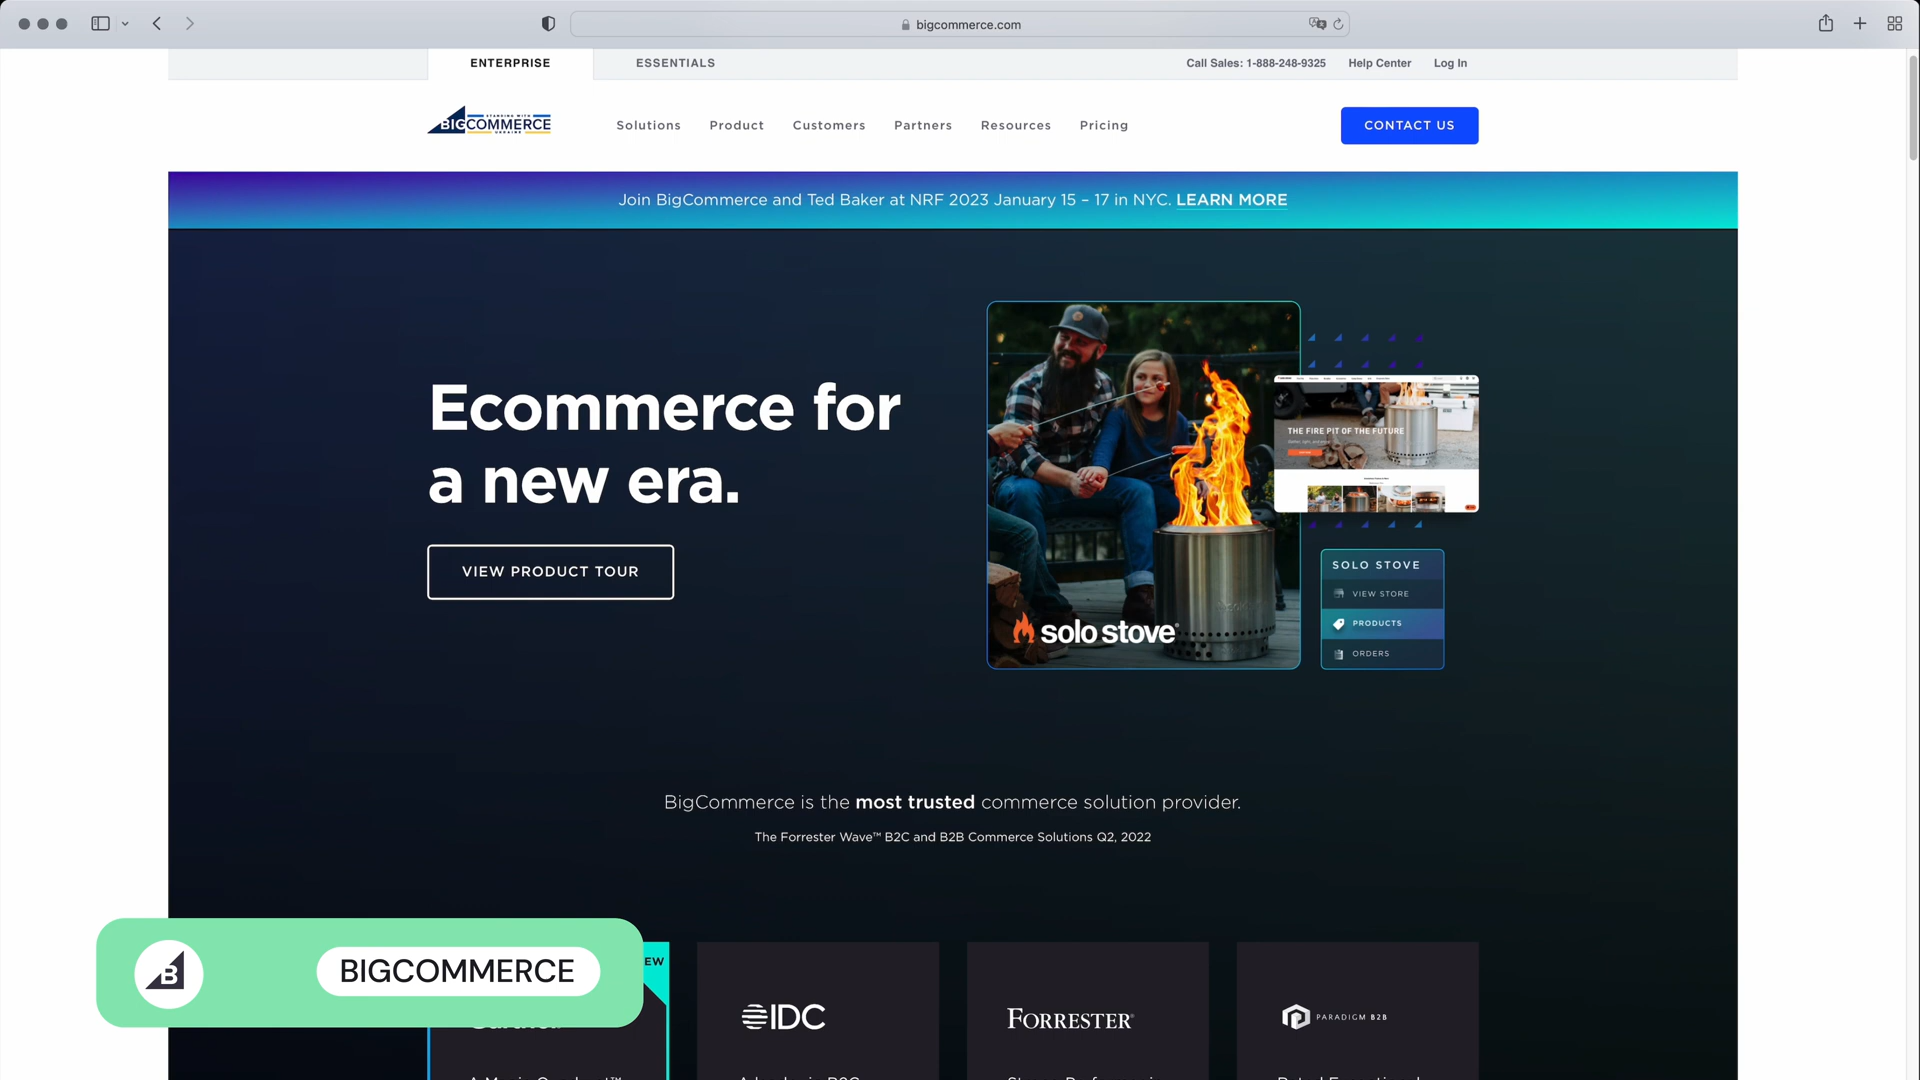 bigcommerce.com
ENTERPRISE
ESSENTIALS
Call Sales: 1-888-248-9325
Help Center
Log In
STANDING WITH
BIGCOMMERCE
UKRAINE
Solutions
Product
Customers
Partners
Resources
Pricing
CONTACT US
Join BigCommerce and Ted Baker at NRF 2023 January 15 – 17 in NYC. LEARN MORE
Ecommerce for
a new era.
VIEW PRODUCT TOUR
solo stove
THE FIRE PIT OF THE FUTURE
SOLO STOVE
VIEW STORE
PRODUCTS
ORDERS
BigCommerce is the most trusted commerce solution provider.
The Forrester Wave™ B2C and B2B Commerce Solutions Q2, 2022
B
BIGCOMMERCE
EW
IDC
FORRESTER
PARADIGM B2B